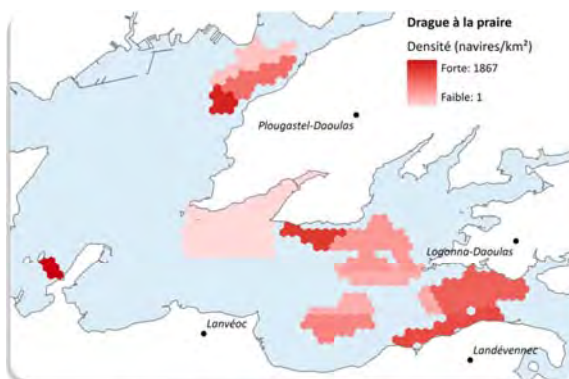 Drague à la praire
Densité (navires/km²)
Forte: 1867
Faible: 1
Plougastel-Daoulas
Logonna-Daoulas
Lanvéoc
Landévennec